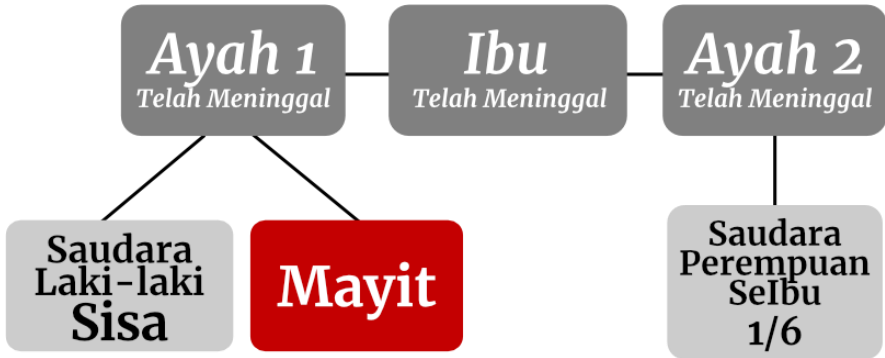 Ayah 1
Telah Meninggal
Ibu
Telah Meninggal
Ayah 2
Telah Meninggal
Saudara
Laki-laki
Sisa
Mayit
Saudara
Perempuan
SeIbu
1/6